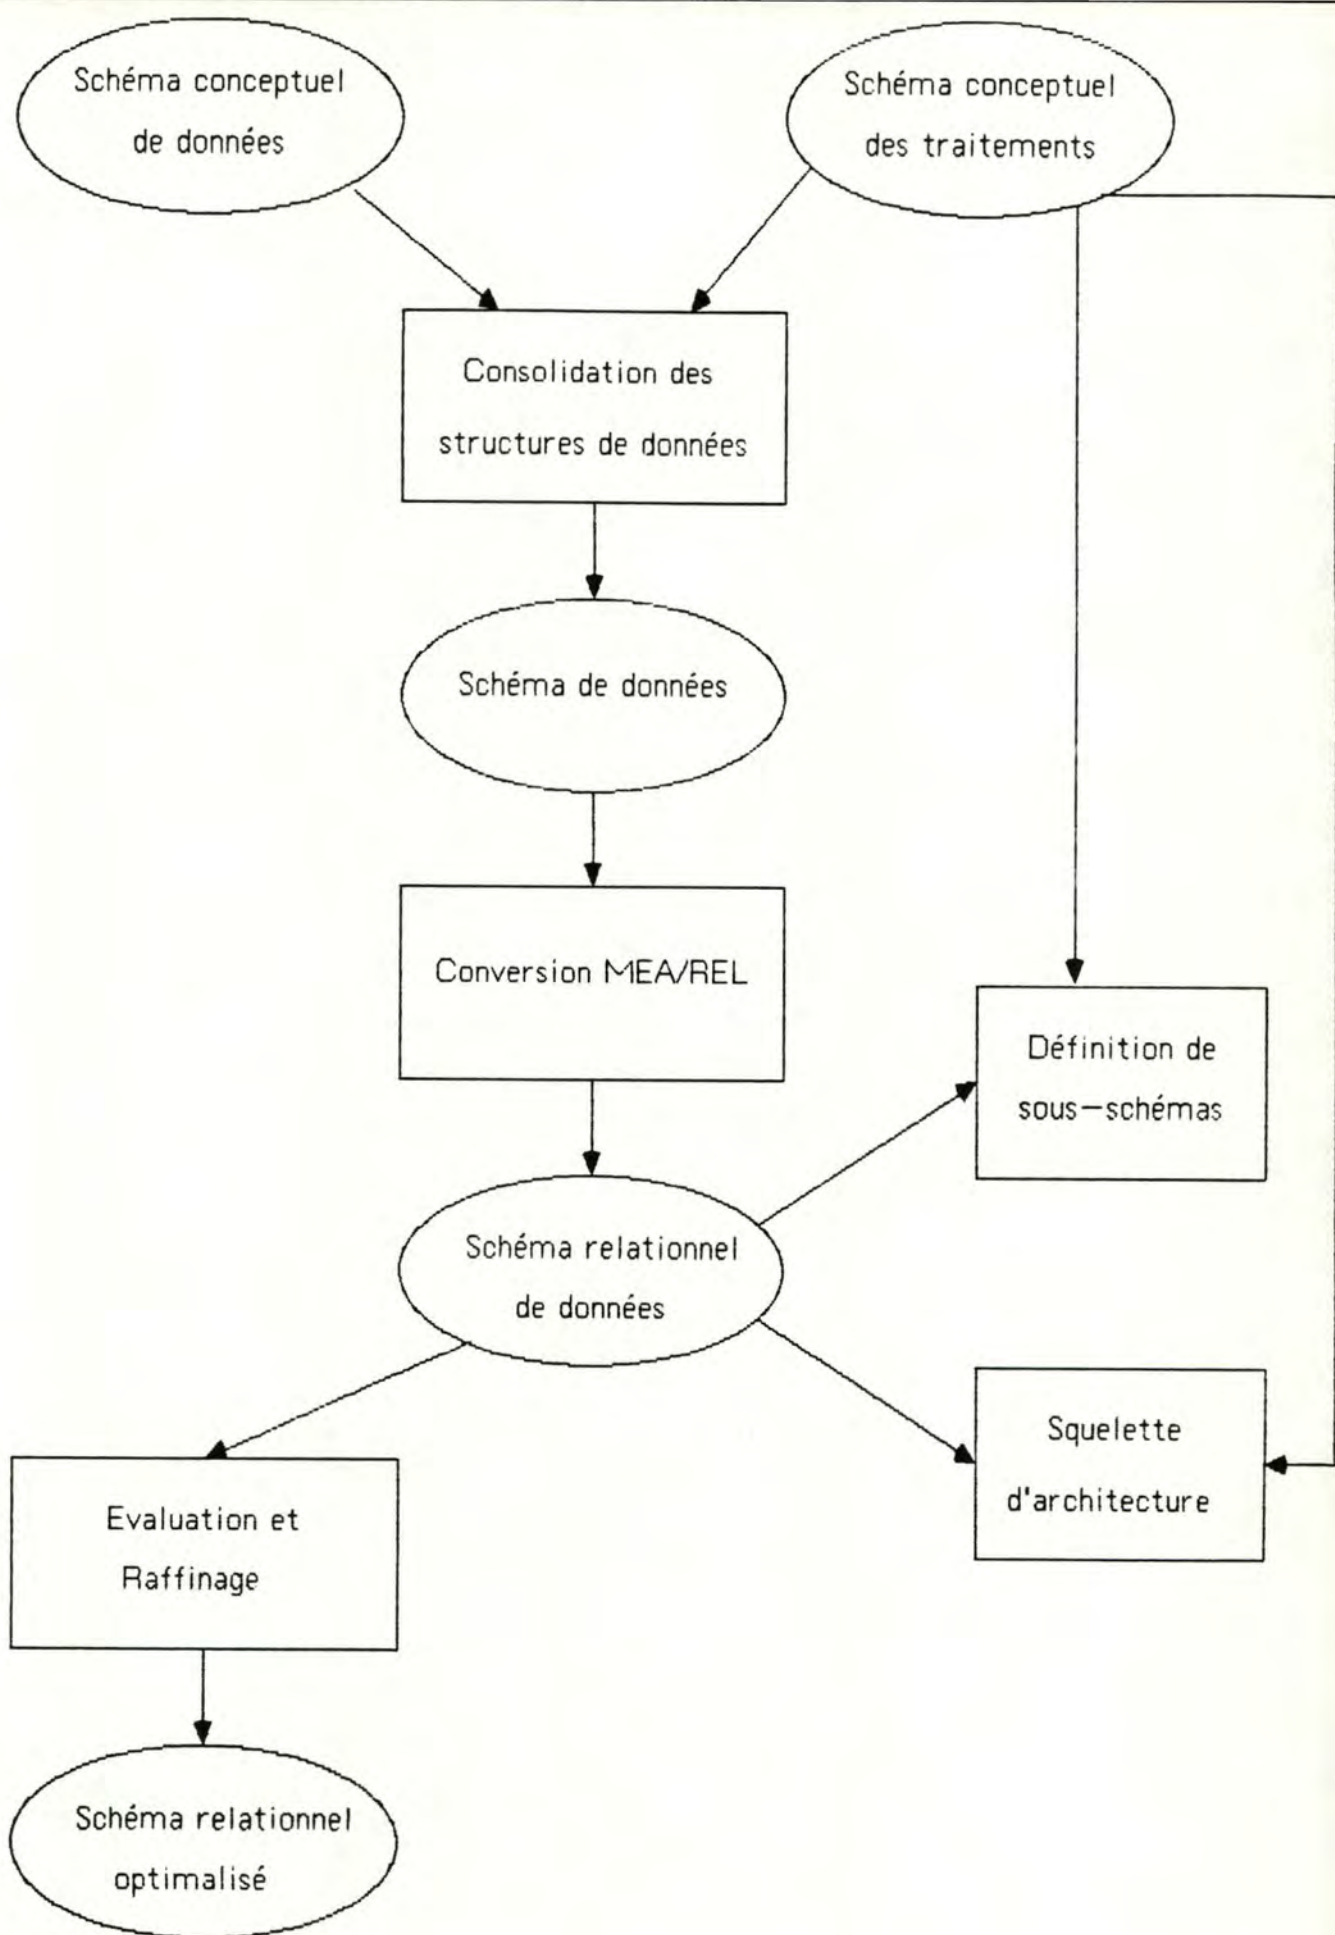 Schéma conceptuel
de données
Schéma conceptuel
des traitements
Consolidation des
structures de données
Schéma de données
Conversion MEA/REL
Définition de
sous-schémas
Schéma relationnel
de données
Squelette
d'architecture
Evaluation et
Raffinage
Schéma relationnel
optimalisé